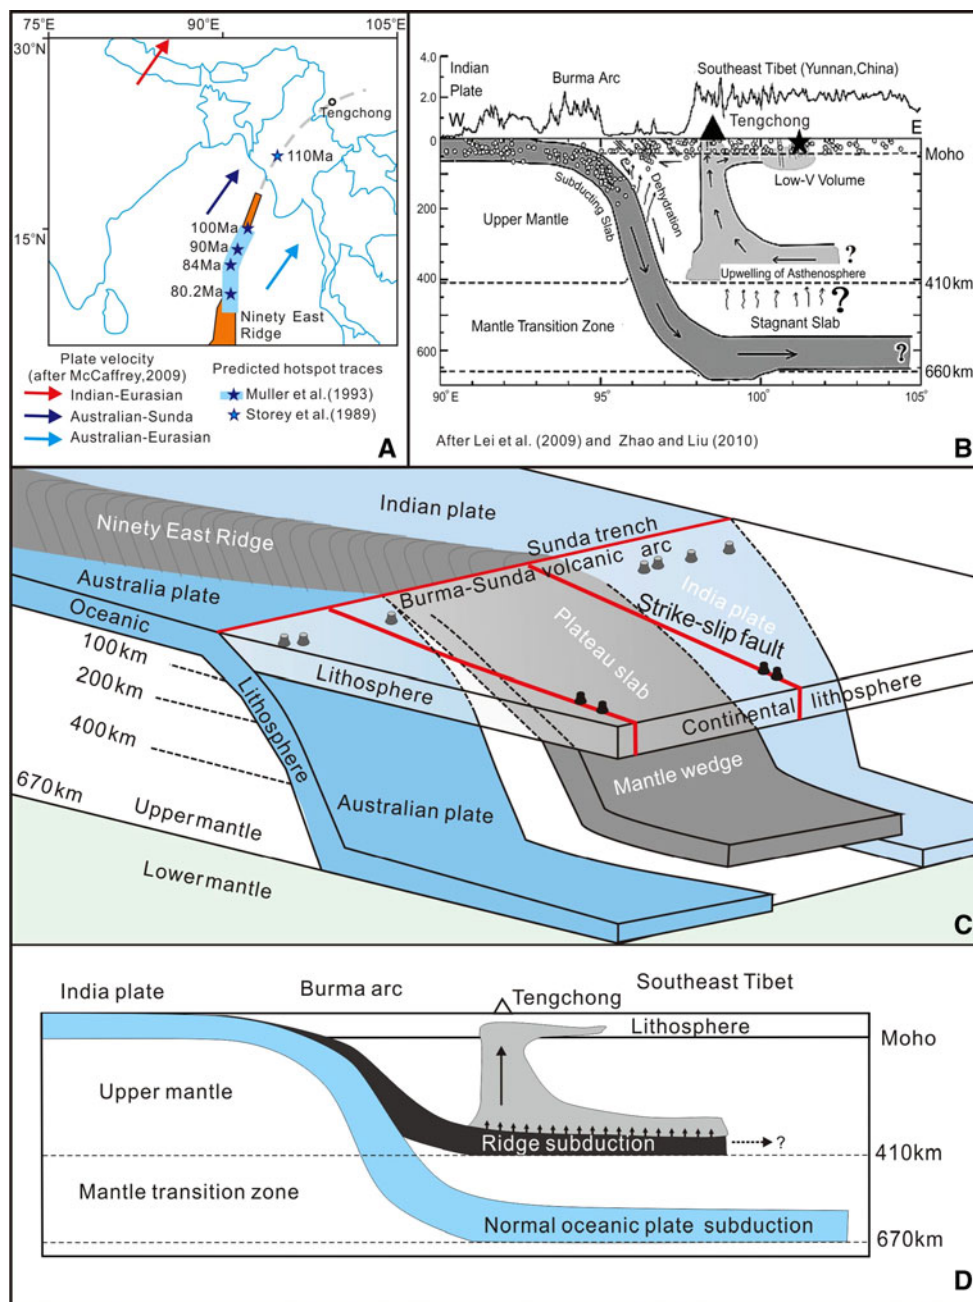 75°E
90°E
105°E
30°N
Tengchong
110Ma
100Ma
15°N
90Ma
84Ma
80.2Ma
Ninety East
Ridge
Plate velocity
(after McCaffrey,2009)
Indian-Eurasian
Australian-Sunda
Australian-Eurasian
Predicted hotspot traces
Muller et al.(1993)
Storey et al.(1989)
A
4.0
Indian
Plate
Burma Arc
Southeast Tibet (Yunnan,China)
2.0
W
Tengchong
E
0
Moho
Low-V Volume
Dehydration
Subducting Slab
200
Upper Mantle
?
Upwelling of Asthenosphere
400
410km
?
Stagnant Slab
Mantle Transition Zone
600
?
660km
90°E
95°
100°
105°
After Lei et al. (2009) and Zhao and Liu (2010)
B
Indian plate
Ninety East Ridge
Sunda trench
Burma-Sunda volcanic arc
Australia plate
Oceanic
India plate
Strike-slip fault
Plateau slab
100km
200km
400km
670km
Lithosphere
Lithosphere
Continental lithosphere
Mantle wedge
Australian plate
Uppermantle
Lowermantle
C
India plate
Burma arc
Southeast Tibet
Tengchong
Lithosphere
Moho
Upper mantle
Ridge subduction
?
410km
Mantle transition zone
Normal oceanic plate subduction
670km
D